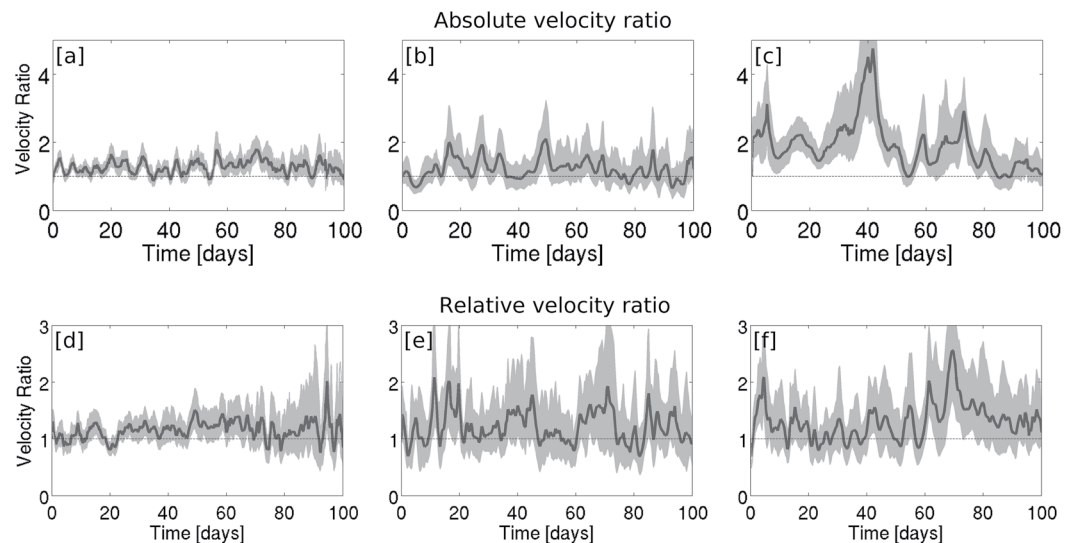 Absolute velocity ratio
[a] [b] [c]
Velocity Ratio
4 4 4
2 2 2
0 0 0
0 20 40 60 80 100 0 20 40 60 80 100 0 20 40 60 80 100
Time [days] Time [days] Time [days]
Relative velocity ratio
3 3 3
[d] [e] [f]
Velocity Ratio
2 2 2
1 1 1
0 0 0
0 20 40 60 80 100 0 20 40 60 80 100 0 20 40 60 80 100
Time [days] Time [days] Time [days]